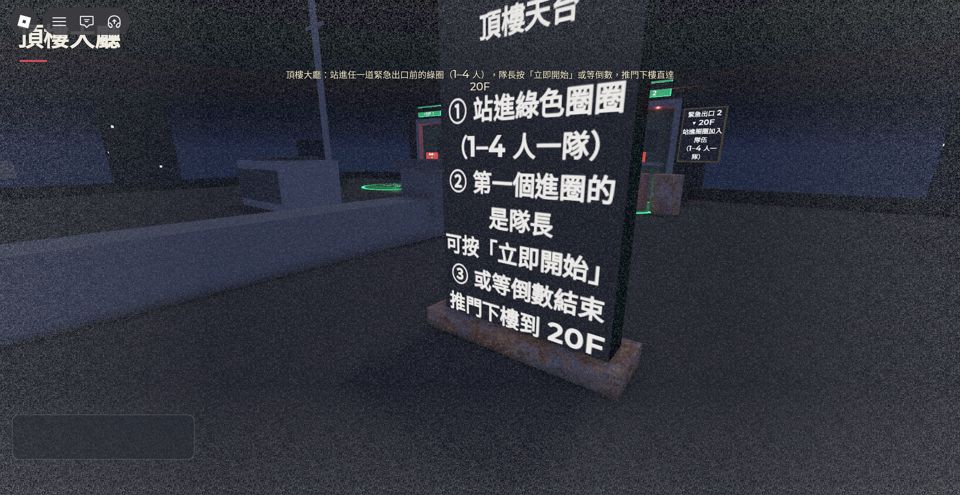 頂樓大廳
頂樓大廳：站進任一道緊急出口前的綠圈（1–4 人），隊長按「立即開始」或等倒數，推門下樓直達
20F
頂樓天台
① 站進綠色圈圈
（1–4 人一隊）
② 第一個進圈的
是隊長
可按「立即開始」
③ 或等倒數結束
推門下樓到 20F
2
緊急出口 2
▼ 20F
站進圈圈加入
隊伍
（1–4 人一
隊）